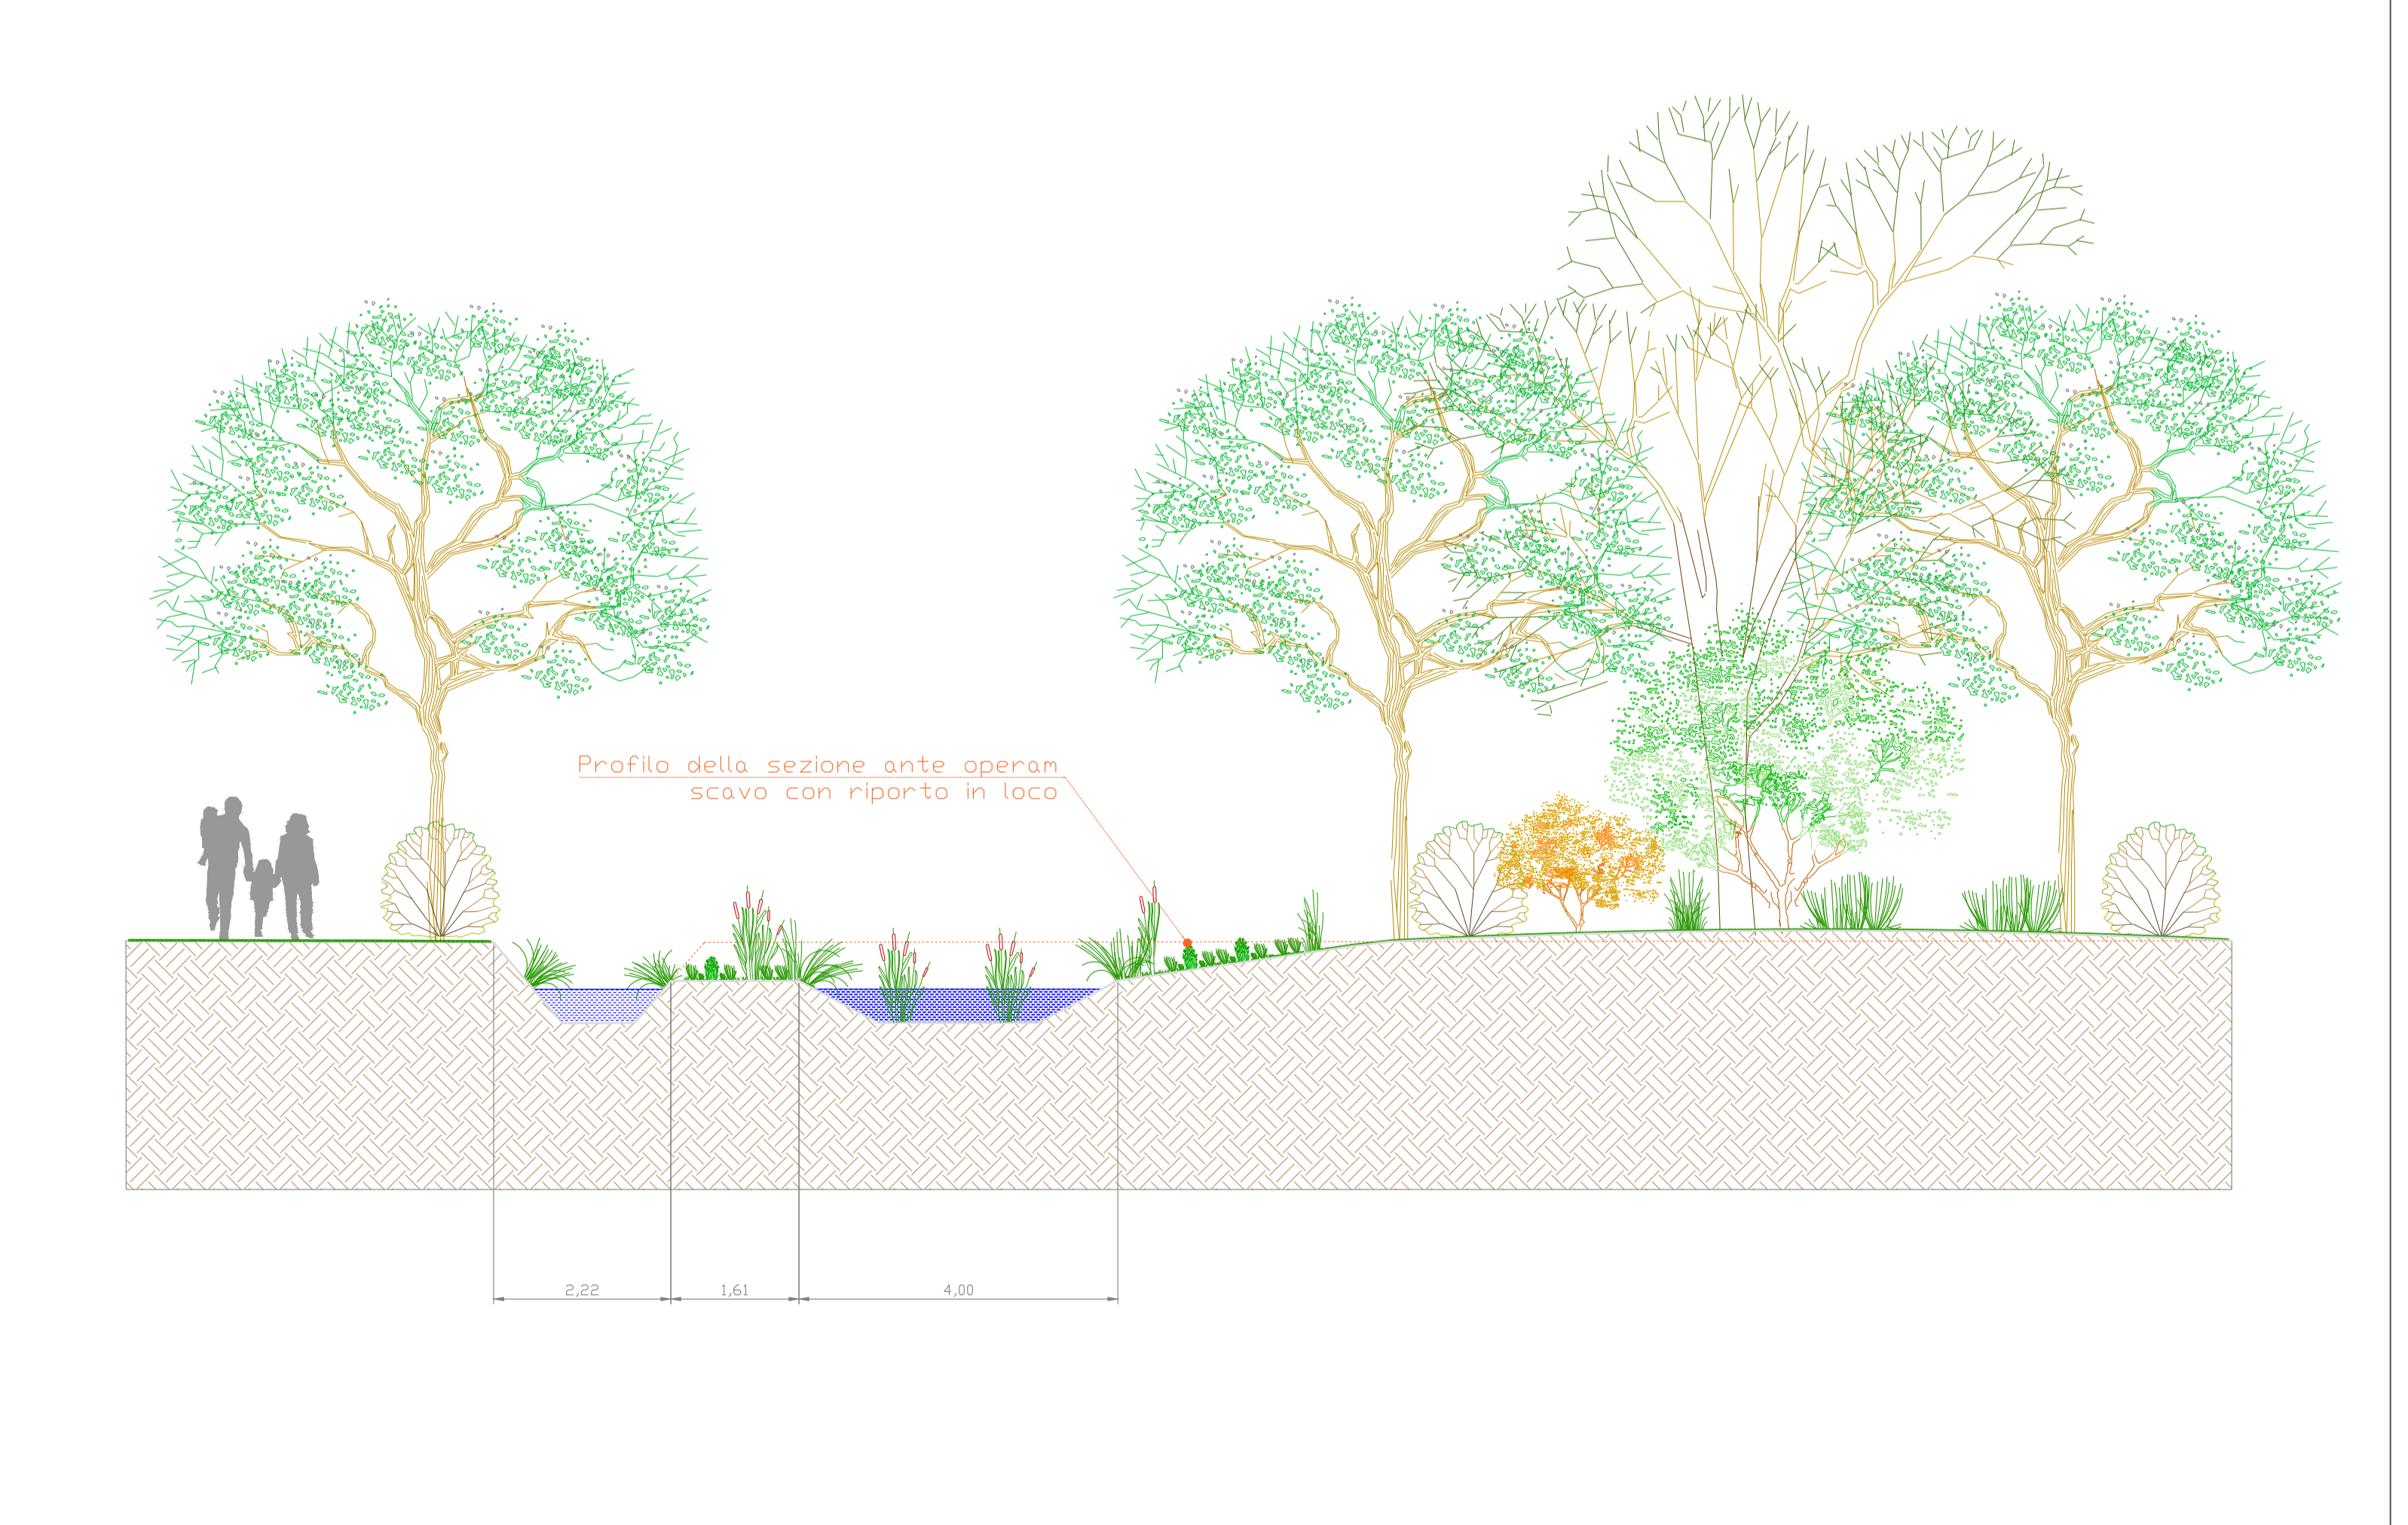 Profilo della sezione ante operam
scavo con riporto in loco
2,22
1,61
4,00